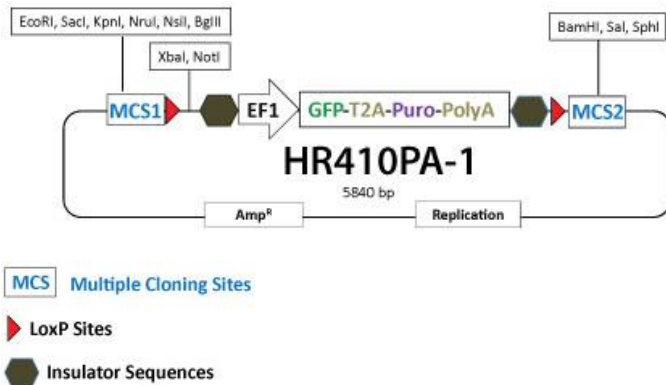 EcoRI, SacI, KpnI, NruI, NsiI, BglII
BamHI, Sal, SphI
XbaI, NotI
MCS1
EF1
GFP-T2A-Puro-PolyA
MCS2
HR410PA-1
5840 bp
Ampᴿ
Replication
MCS Multiple Cloning Sites
LoxP Sites
Insulator Sequences